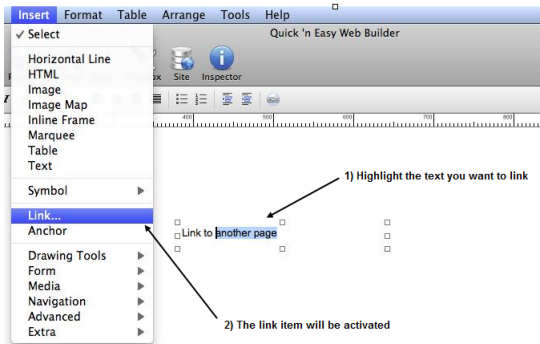 Insert Format Table Arrange Tools Help
✓ Select
Quick 'n Easy Web Builder
Horizontal Line
HTML
Image
Image Map
Inline Frame
Marquee
Table
Text
Symbol
Link...
Anchor
Drawing Tools
Form
Media
Navigation
Advanced
Extra
Site Inspector
400 500 600 700 800
1) Highlight the text you want to link
Link to another page
2) The link item will be activated